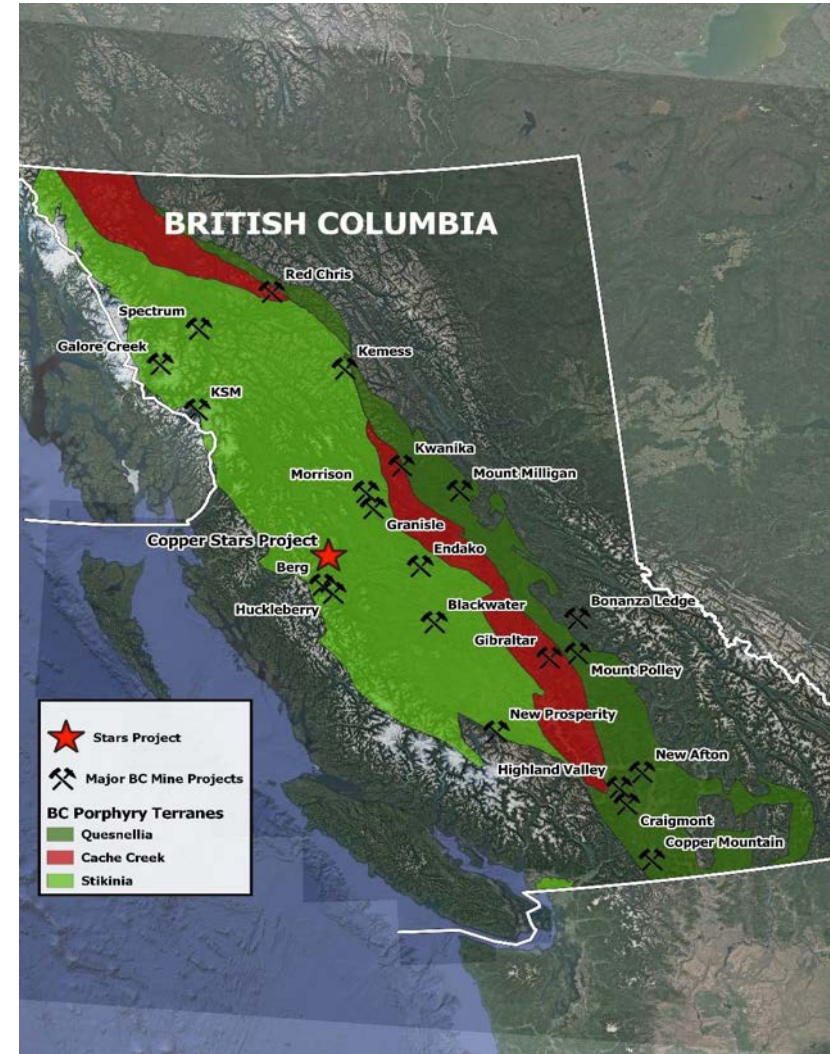 BRITISH COLUMBIA
Red Chris
Spectrum
Galore Creek
Kemess
KSM
Kwanika
Morrison
Mount Milligan
Granisle
Copper Stars Project
Endako
Berg
Huckleberry
Blackwater
Bonanza Ledge
Gibraltar
Mount Polley
New Prosperity
New Afton
Highland Valley
Craigmont
Copper Mountain
Stars Project
Major BC Mine Projects
BC Porphyry Terranes
Quesnellia
Cache Creek
Stikinia